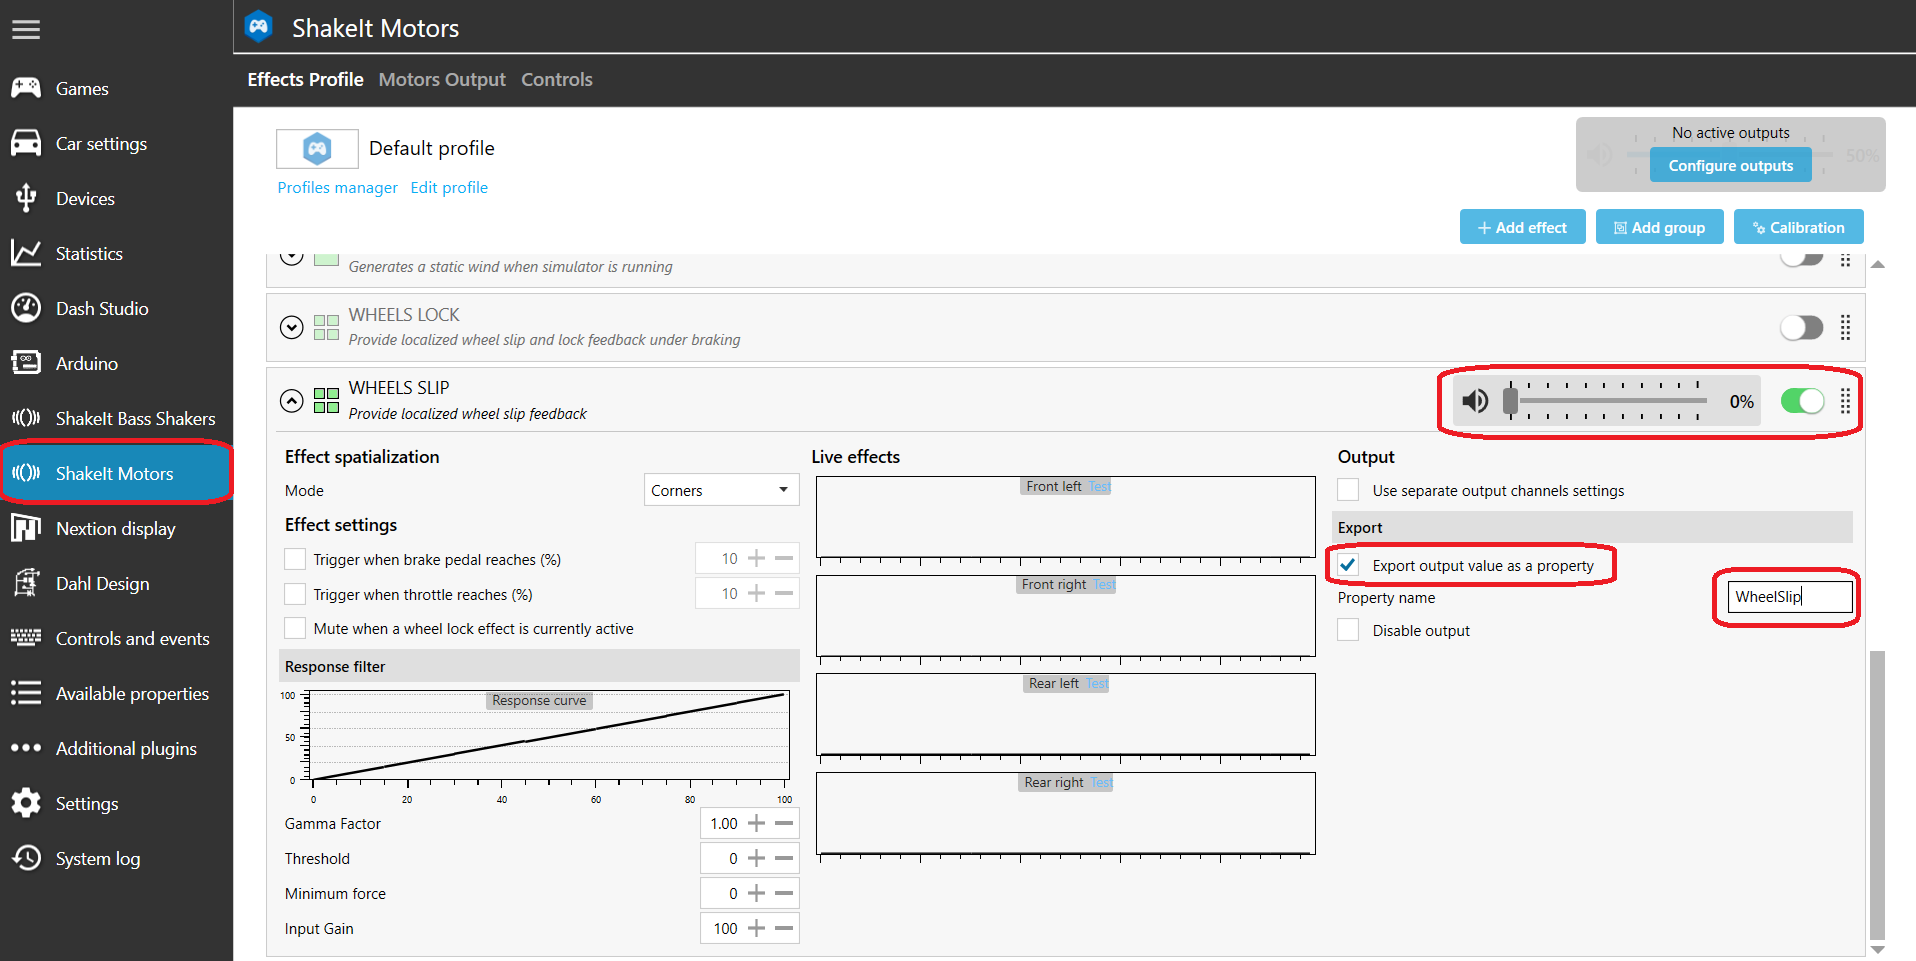 ShakeIt Motors
Effects Profile Motors Output Controls
Games
Car settings
Devices
Statistics
Dash Studio
Arduino
ShakeIt Bass Shakers
ShakeIt Motors
Nextion display
Dahl Design
Controls and events
Available properties
Additional plugins
Settings
System log
Default profile
Profiles manager Edit profile
No active outputs
50%
Configure outputs
Add effect Add group Calibration
Generates a static wind when simulator is running
WHEELS LOCK
Provide localized wheel slip and lock feedback under braking
WHEELS SLIP
Provide localized wheel slip feedback
0%
Effect spatialization
Mode Corners
Effect settings
Trigger when brake pedal reaches (%) 10
Trigger when throttle reaches (%) 10
Mute when a wheel lock effect is currently active
Response filter
Response curve
100
50
0
0 20 40 60 80 100
Gamma Factor 1.00
Threshold 0
Minimum force 0
Input Gain 100
Live effects
Front left Test
Front right Test
Rear left Test
Rear right Test
Output
Use separate output channels settings
Export
Export output value as a property
Property name WheelSlip
Disable output